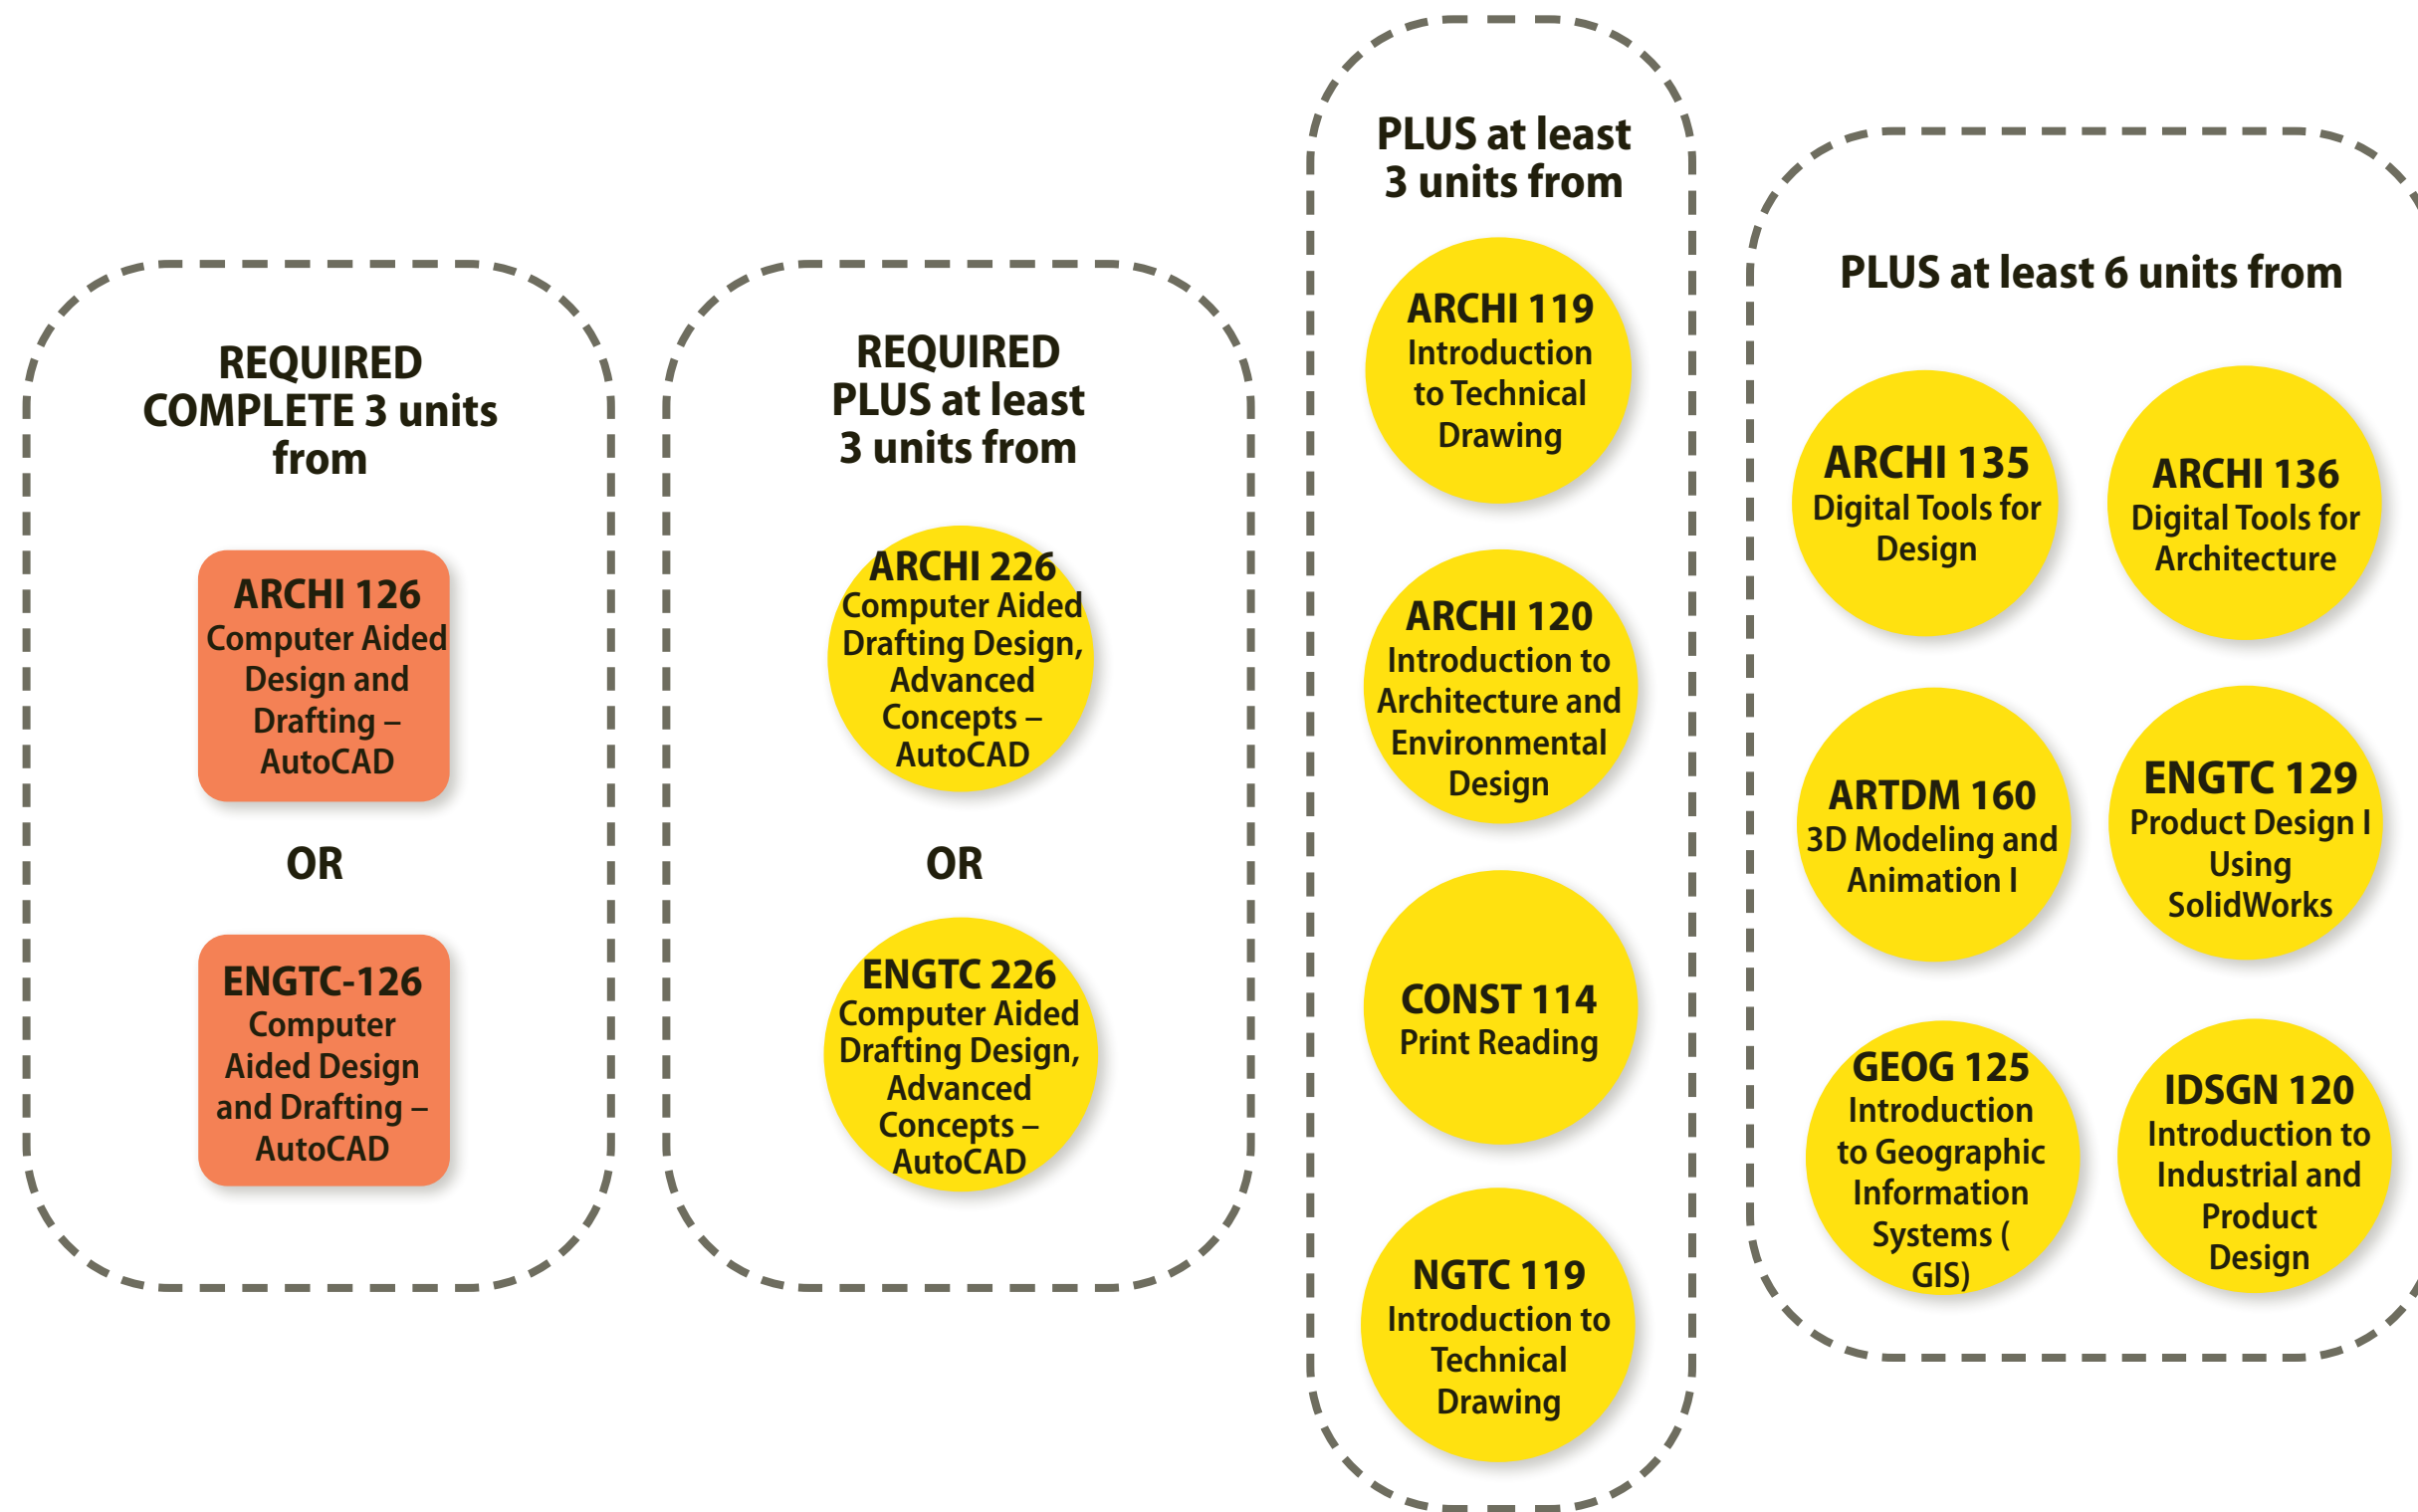 REQUIRED
COMPLETE 3 units
from
ARCHI 126
Computer Aided
Design and
Drafting –
AutoCAD
OR
ENGTC-126
Computer
Aided Design
and Drafting –
AutoCAD
REQUIRED
PLUS at least
3 units from
ARCHI 226
Computer Aided
Drafting Design,
Advanced
Concepts –
AutoCAD
OR
ENGTC 226
Computer Aided
Drafting Design,
Advanced
Concepts –
AutoCAD
PLUS at least
3 units from
ARCHI 119
Introduction
to Technical
Drawing
ARCHI 120
Introduction to
Architecture and
Environmental
Design
CONST 114
Print Reading
NGTC 119
Introduction to
Technical
Drawing
PLUS at least 6 units from
ARCHI 135
Digital Tools for
Design
ARCHI 136
Digital Tools for
Architecture
ARTDM 160
3D Modeling and
Animation I
ENGTC 129
Product Design I
Using
SolidWorks
GEOG 125
Introduction
to Geographic
Information
Systems (
GIS)
IDSGN 120
Introduction to
Industrial and
Product
Design